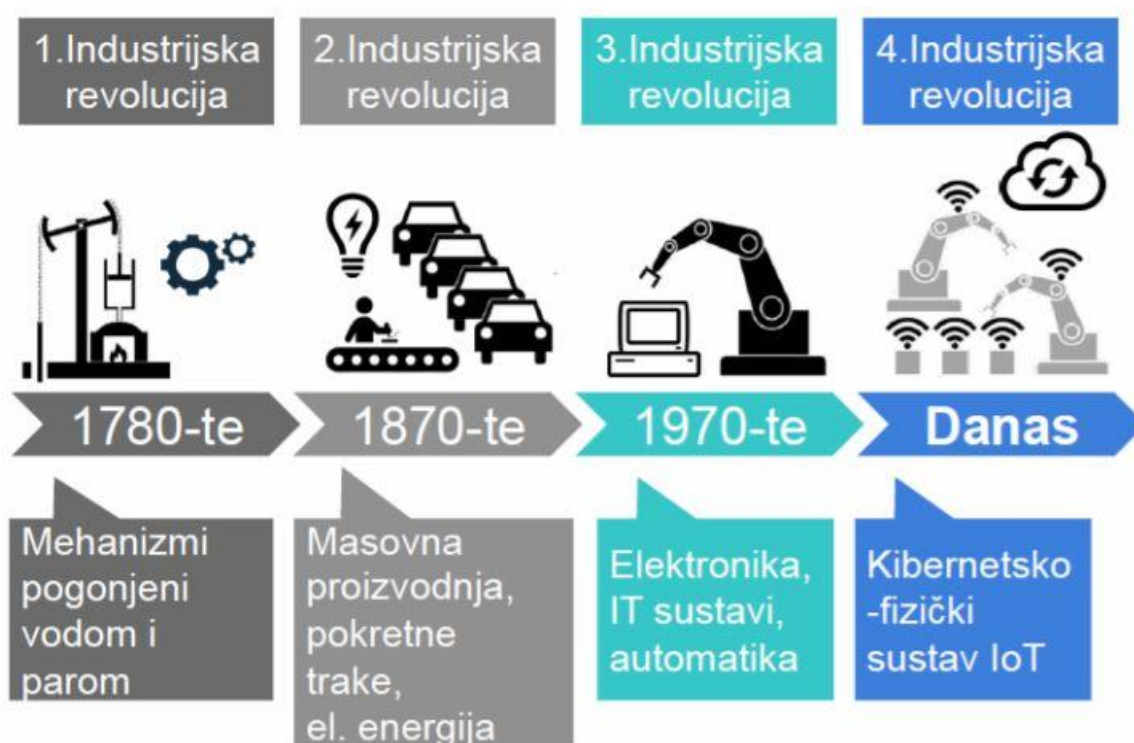 1.Industrijska
revolucija
2.Industrijska
revolucija
3.Industrijska
revolucija
4.Industrijska
revolucija
1780-te
1870-te
1970-te
Danas
Mehanizmi
pogonjeni
vodom i
parom
Masovna
proizvodnja,
pokretne
trake,
el. energija
Elektronika,
IT sustavi,
automatika
Kibernetsko
-fizički
sustav IoT